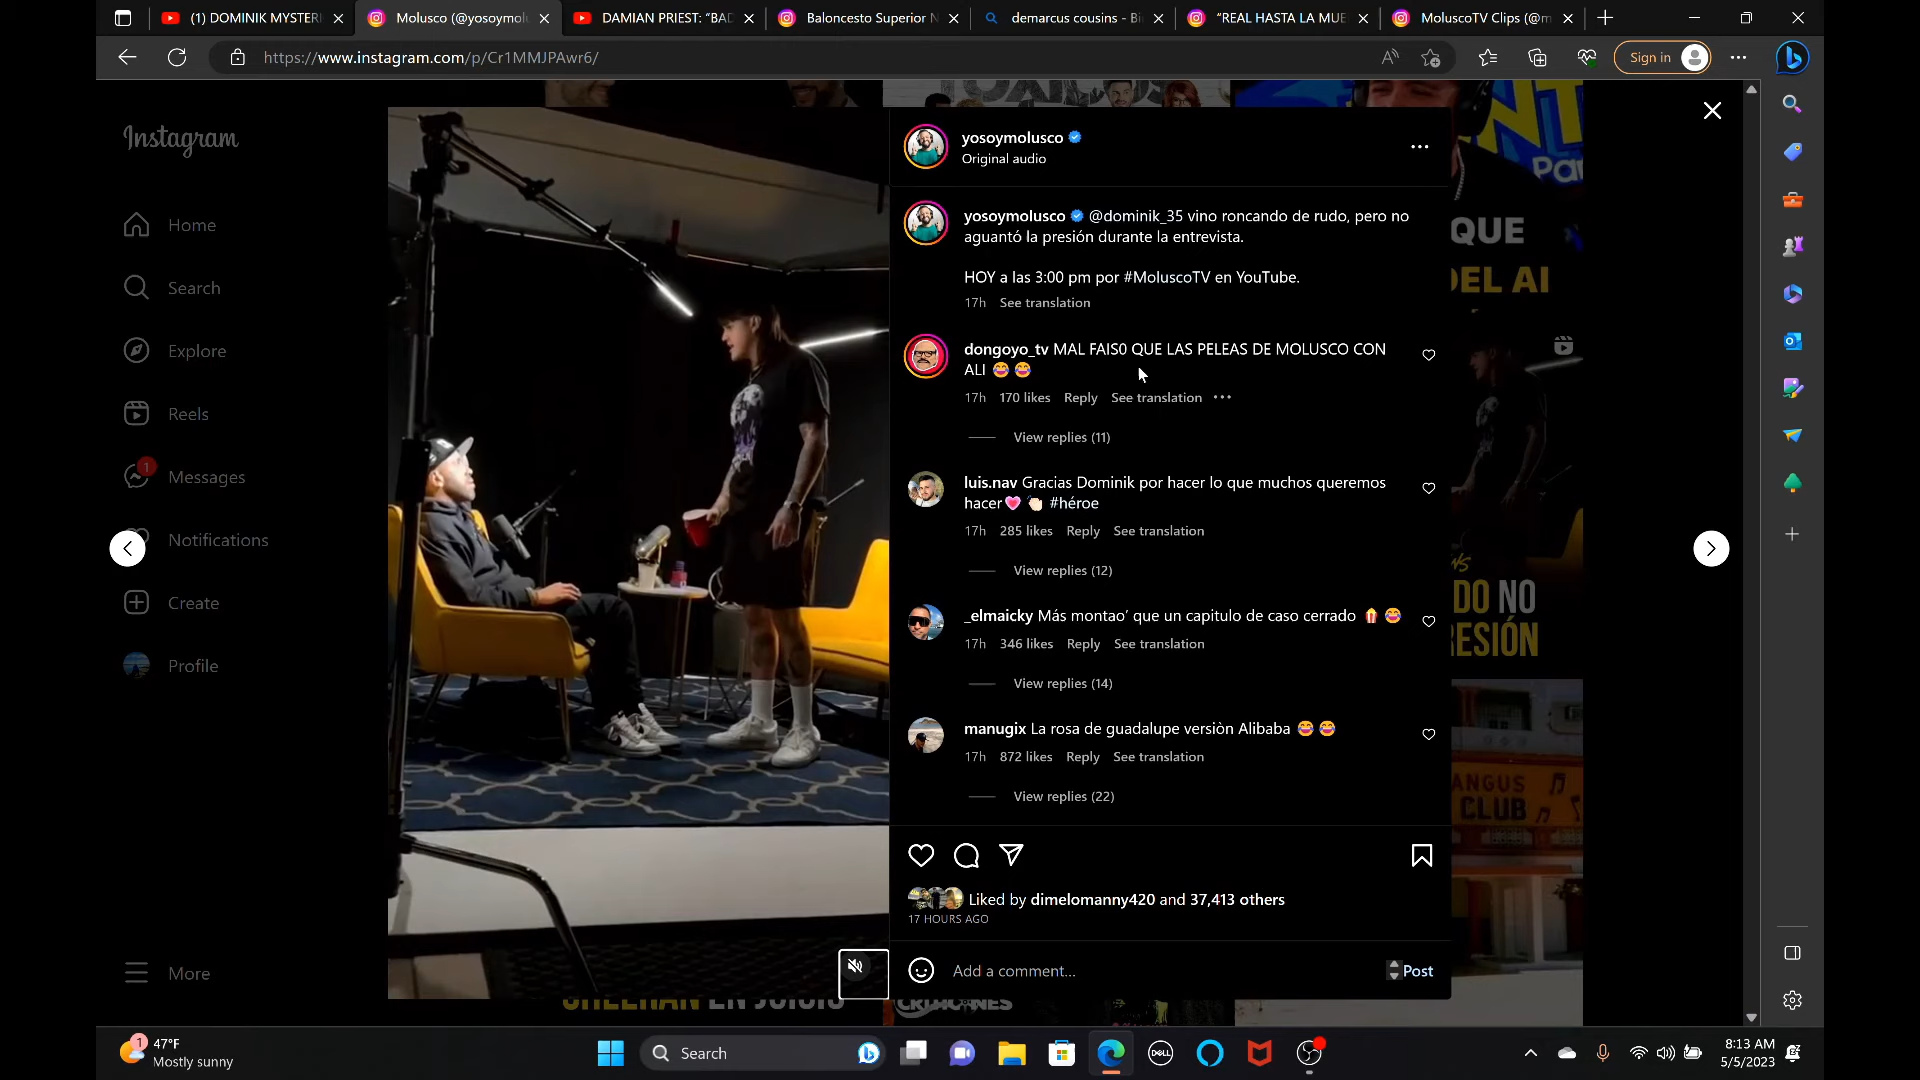 (1) DOMINIK MYSTERI
Molusco (@yosoymolu
DAMIAN PRIEST: “BAD
Baloncesto Superior N
demarcus cousins - Bi
“REAL HASTA LA MUE
MoluscoTV Clips (@m
https://www.instagram.com/p/Cr1MMJPAwr6/
Sign in
Instagram
Home
Search
Explore
Reels
1
Messages
Notifications
Create
Profile
More
yosoymolusco
Original audio
yosoymolusco @dominik_35 vino roncando de rudo, pero no
aguantó la presión durante la entrevista.
HOY a las 3:00 pm por #MoluscoTV en YouTube.
17h See translation
dongoyo_tv MAL FAIS0 QUE LAS PELEAS DE MOLUSCO CON
ALI 😂 😂
17h 170 likes Reply See translation •••
View replies (11)
luis.nav Gracias Dominik por hacer lo que muchos queremos
hacer💗 👏🏻 #héroe
17h 285 likes Reply See translation
View replies (12)
_elmaicky Más montao’ que un capitulo de caso cerrado 🍿 😂
17h 346 likes Reply See translation
View replies (14)
manugix La rosa de guadalupe versiòn Alibaba 😂 😂
17h 872 likes Reply See translation
View replies (22)
Liked by dimelomanny420 and 37,413 others
17 HOURS AGO
Add a comment...
Post
QUE
DEL AI
DO NO
RESIÓN
ANGUS
CLUB
SHEERAN EN JUICIO
1
47°F
Mostly sunny
Search
DELL
8:13 AM
5/5/2023